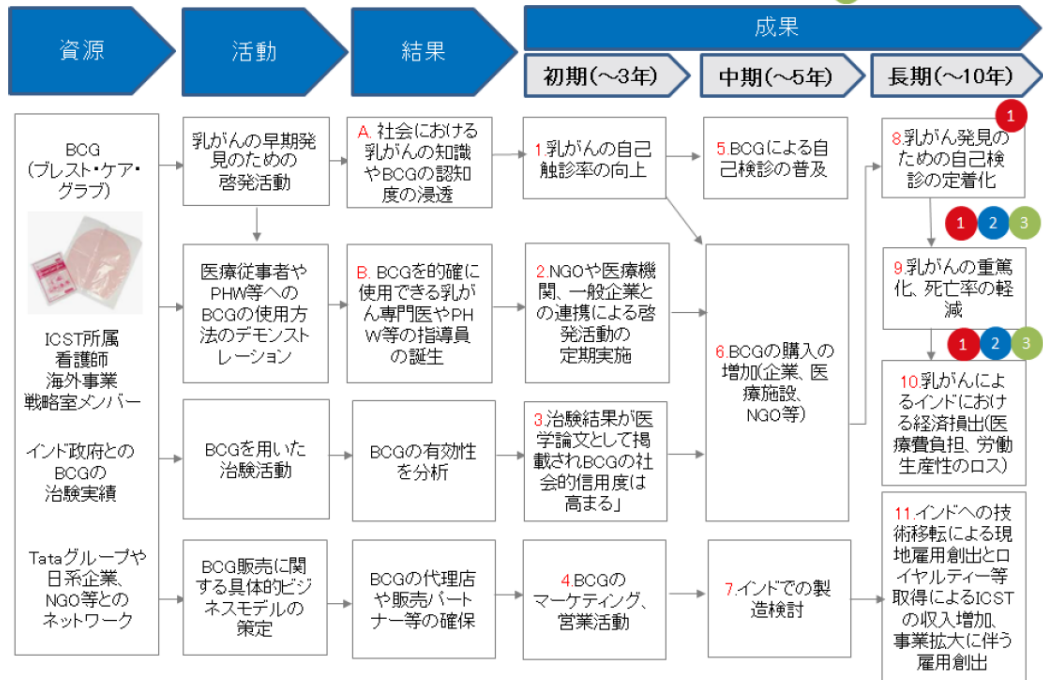 資源
活動
結果
成果
初期(～3年)
中期(～5年)
長期(～10年)
BCG
(ブレスト・ケア・
グラブ)
ICST所属
看護師
海外事業
戦略室メンバー
インド政府との
BCGの
治験実績
Tataグループや
日系企業、
NGO等との
ネットワーク
乳がんの早期発
見のための
啓発活動
医療従事者や
PHW等への
BCGの使用方
法のデモンスト
レーション
BCGを用いた
治験活動
BCG販売に関
する具体的ビジ
ネスモデルの
策定
A. 社会における
乳がんの知識
やBCGの認知
度の浸透
B. BCGを的確に
使用できる乳が
ん専門医やPH
W等の指導員
の誕生
BCGの有効性
を分析
BCGの代理店
や販売パート
ナー等の確保
1.乳がんの自己
触診率の向上
2.NGOや医療機
関、一般企業と
の連携による啓
発活動の
定期実施
3.治験結果が医
学論文として掲
載されBCGの社
会的信用度は
高まる」
4.BCGの
マーケティング、
営業活動
5.BCGによる自
己検診の普及
6.BCGの購入の
増加(企業、医
療施設、
NGO等)
7.インドでの製
造検討
1
8.乳がん発見の
ための自己検
診の定着化
1 2 3
9.乳がんの重篤
化、死亡率の軽
減
1 2 3
10.乳がんによ
るインドにおけ
る経済損出(医
療費負担、労働
生産性のロス)
11.インドへの技
術移転による現
地雇用創出とロ
イヤルティー等
取得によるICST
の収入増加、
事業拡大に伴う
雇用創出